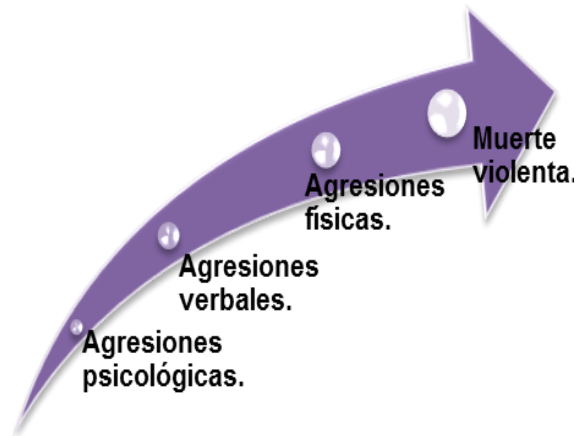 Muerte
violenta.
Agresiones
físicas.
Agresiones
verbales.
Agresiones
psicológicas.